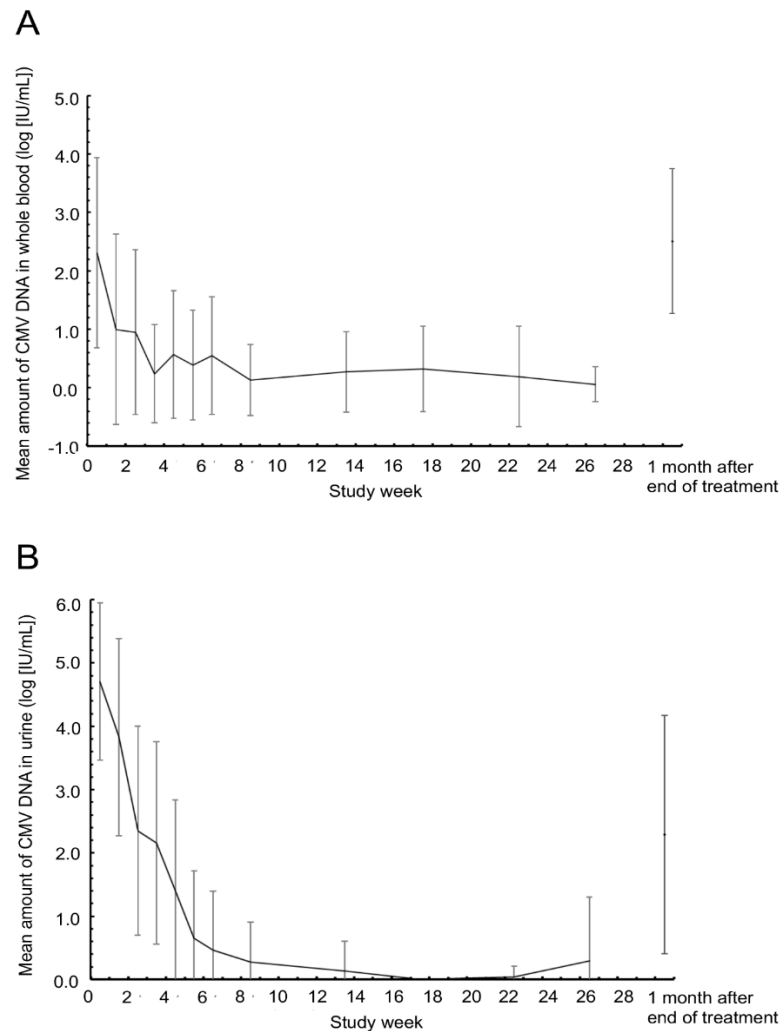 A
Mean amount of CMV DNA in whole blood (log [IU/mL])
5.0
4.0
3.0
2.0
1.0
0.0
-1.0
0 2 4 6 8 10 12 14 16 18 20 22 24 26 28 1 month after
end of treatment
Study week
B
Mean amount of CMV DNA in urine (log [IU/mL])
6.0
5.0
4.0
3.0
2.0
1.0
0.0
0 2 4 6 8 10 12 14 16 18 20 22 24 26 28 1 month after
end of treatment
Study week